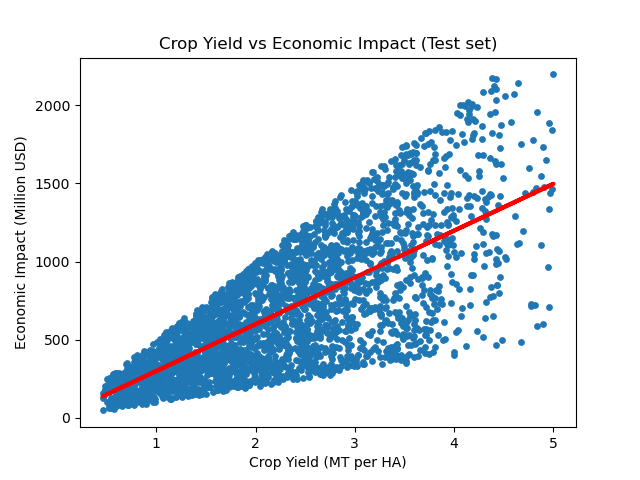 Crop Yield vs Economic Impact (Test set)
2000
1500
1000
500
0
Economic Impact (Million USD)
1 2 3 4 5
Crop Yield (MT per HA)